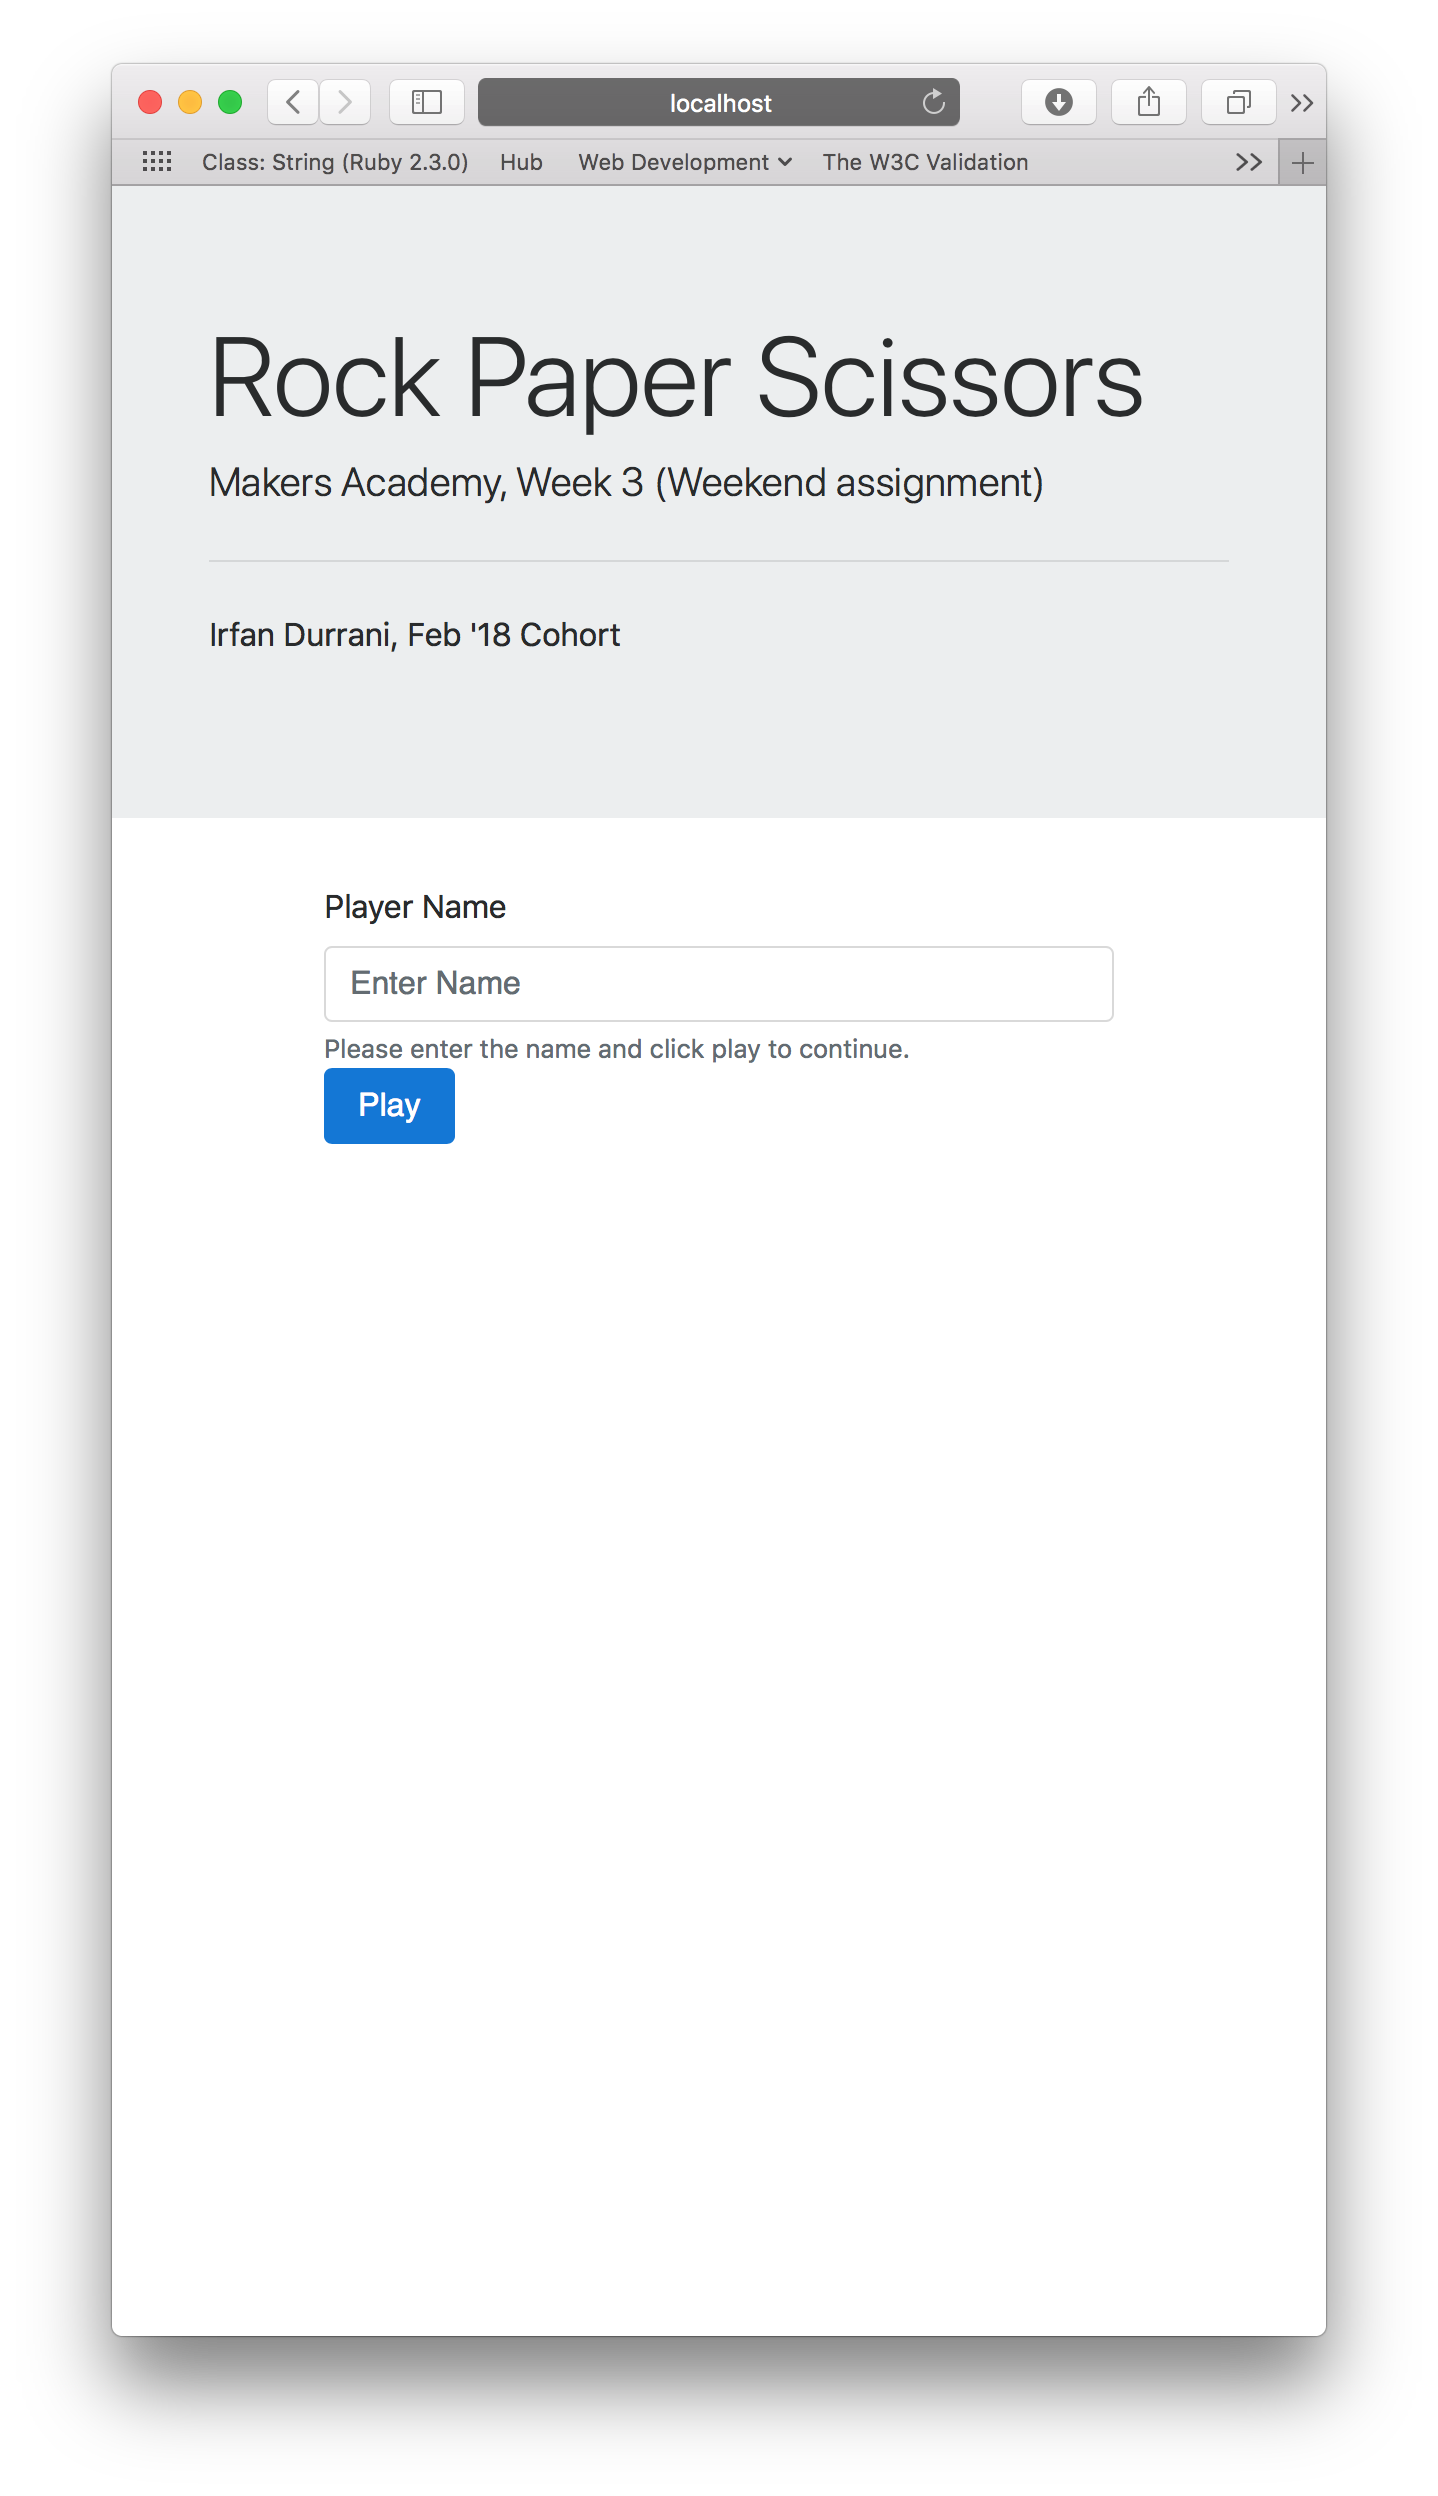 localhost
Class: String (Ruby 2.3.0) Hub Web Development The W3C Validation
Rock Paper Scissors
Makers Academy, Week 3 (Weekend assignment)
Irfan Durrani, Feb '18 Cohort
Player Name
Enter Name
Please enter the name and click play to continue.
Play